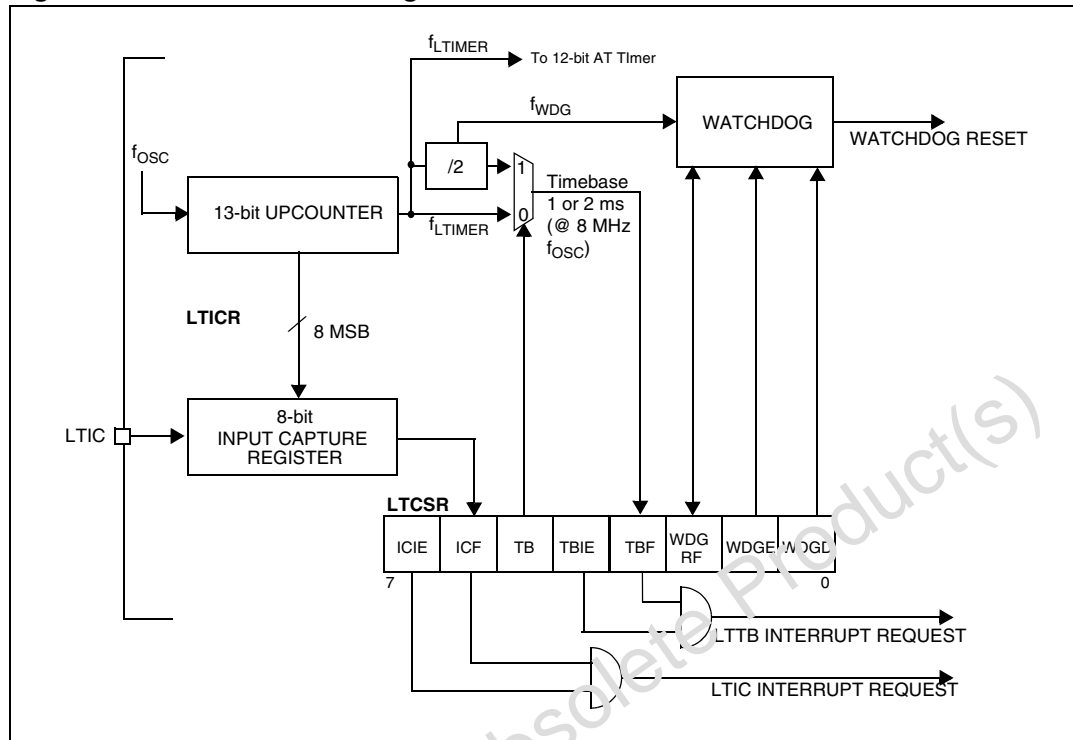 fLTIMER
To 12-bit AT TImer
fWDG
WATCHDOG
WATCHDOG RESET
fOSC
/2
1
0
Timebase
1 or 2 ms
(@ 8 MHz
fOSC)
13-bit UPCOUNTER
fLTIMER
LTICR
8 MSB
LTIC
8-bit
INPUT CAPTURE
REGISTER
LTCSR
ICIE ICF TB TBIE TBF WDG RF WDGE WDGD
7 0
LTTB INTERRUPT REQUEST
LTIC INTERRUPT REQUEST
bsolete Product(s)